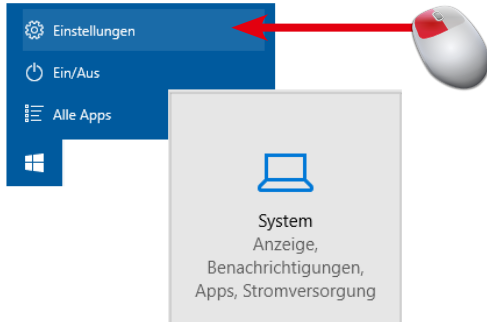 Einstellungen
Ein/Aus
Alle Apps
System
Anzeige,
Benachrichtigungen,
Apps, Stromversorgung